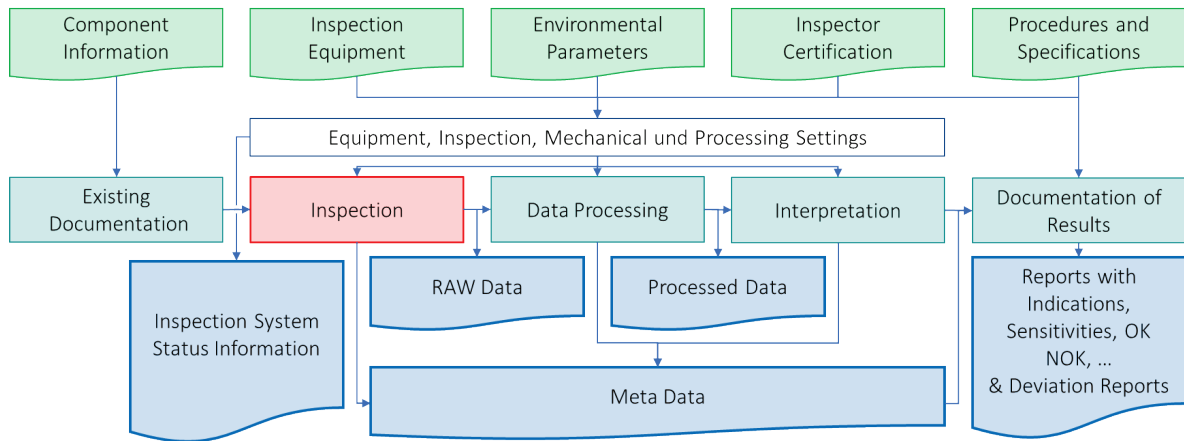 Component
Information
Inspection
Equipment
Environmental
Parameters
Inspector
Certification
Procedures and
Specifications
Equipment, Inspection, Mechanical und Processing Settings
Existing
Documentation
Inspection
Data Processing
Interpretation
Documentation of
Results
Inspection System
Status Information
RAW Data
Processed Data
Reports with
Indications,
Sensitivities, OK
NOK, ...
& Deviation Reports
Meta Data